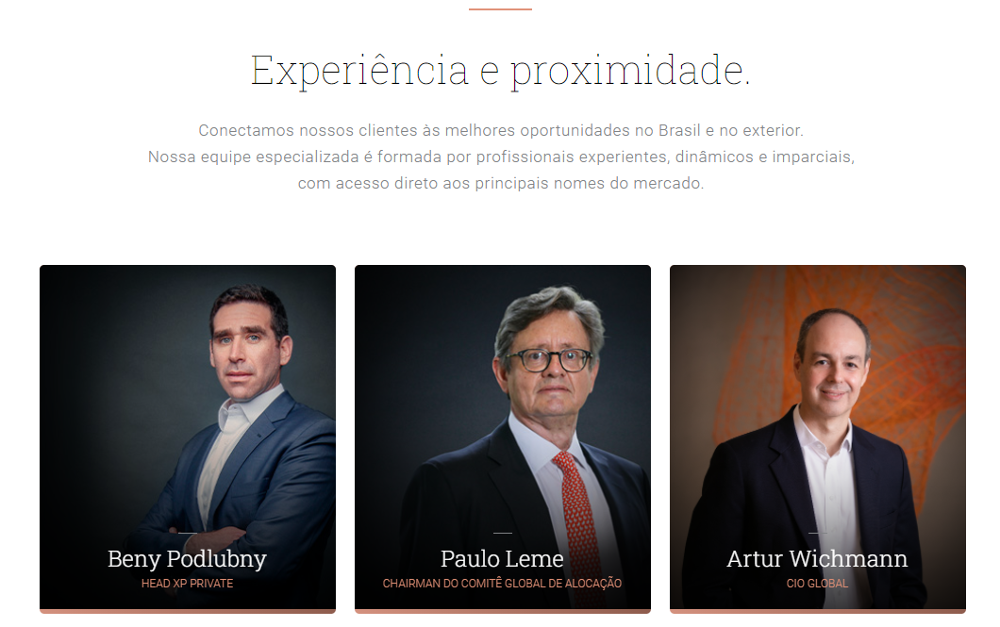 Experiência e proximidade.
Conectamos nossos clientes às melhores oportunidades no Brasil e no exterior.
Nossa equipe especializada é formada por profissionais experientes, dinâmicos e imparciais,
com acesso direto aos principais nomes do mercado.
Beny Podlubny
HEAD XP PRIVATE
Paulo Leme
CHAIRMAN DO COMITÊ GLOBAL DE ALOCAÇÃO
Artur Wichmann
CIO GLOBAL